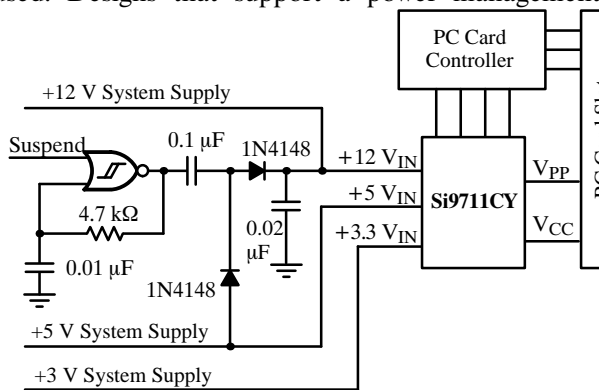 used. Designs that support a power management
PC Card
Controller
+12 V System Supply
Suspend
0.1 µF
1N4148
+12 VIN
+5 VIN
Si9711CY
VPP
4.7 kΩ
0.02
µF
+3.3 VIN
VCC
0.01 µF
1N4148
+5 V System Supply
+3 V System Supply